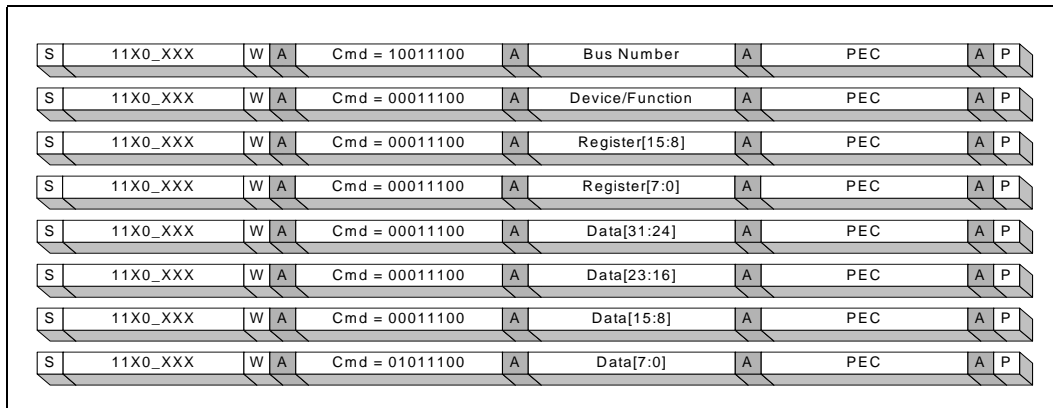 S 11X0_XXX W A Cmd = 10011100 A Bus Number A PEC A P
S 11X0_XXX W A Cmd = 00011100 A Device/Function A PEC A P
S 11X0_XXX W A Cmd = 00011100 A Register[15:8] A PEC A P
S 11X0_XXX W A Cmd = 00011100 A Register[7:0] A PEC A P
S 11X0_XXX W A Cmd = 00011100 A Data[31:24] A PEC A P
S 11X0_XXX W A Cmd = 00011100 A Data[23:16] A PEC A P
S 11X0_XXX W A Cmd = 00011100 A Data[15:8] A PEC A P
S 11X0_XXX W A Cmd = 01011100 A Data[7:0] A PEC A P